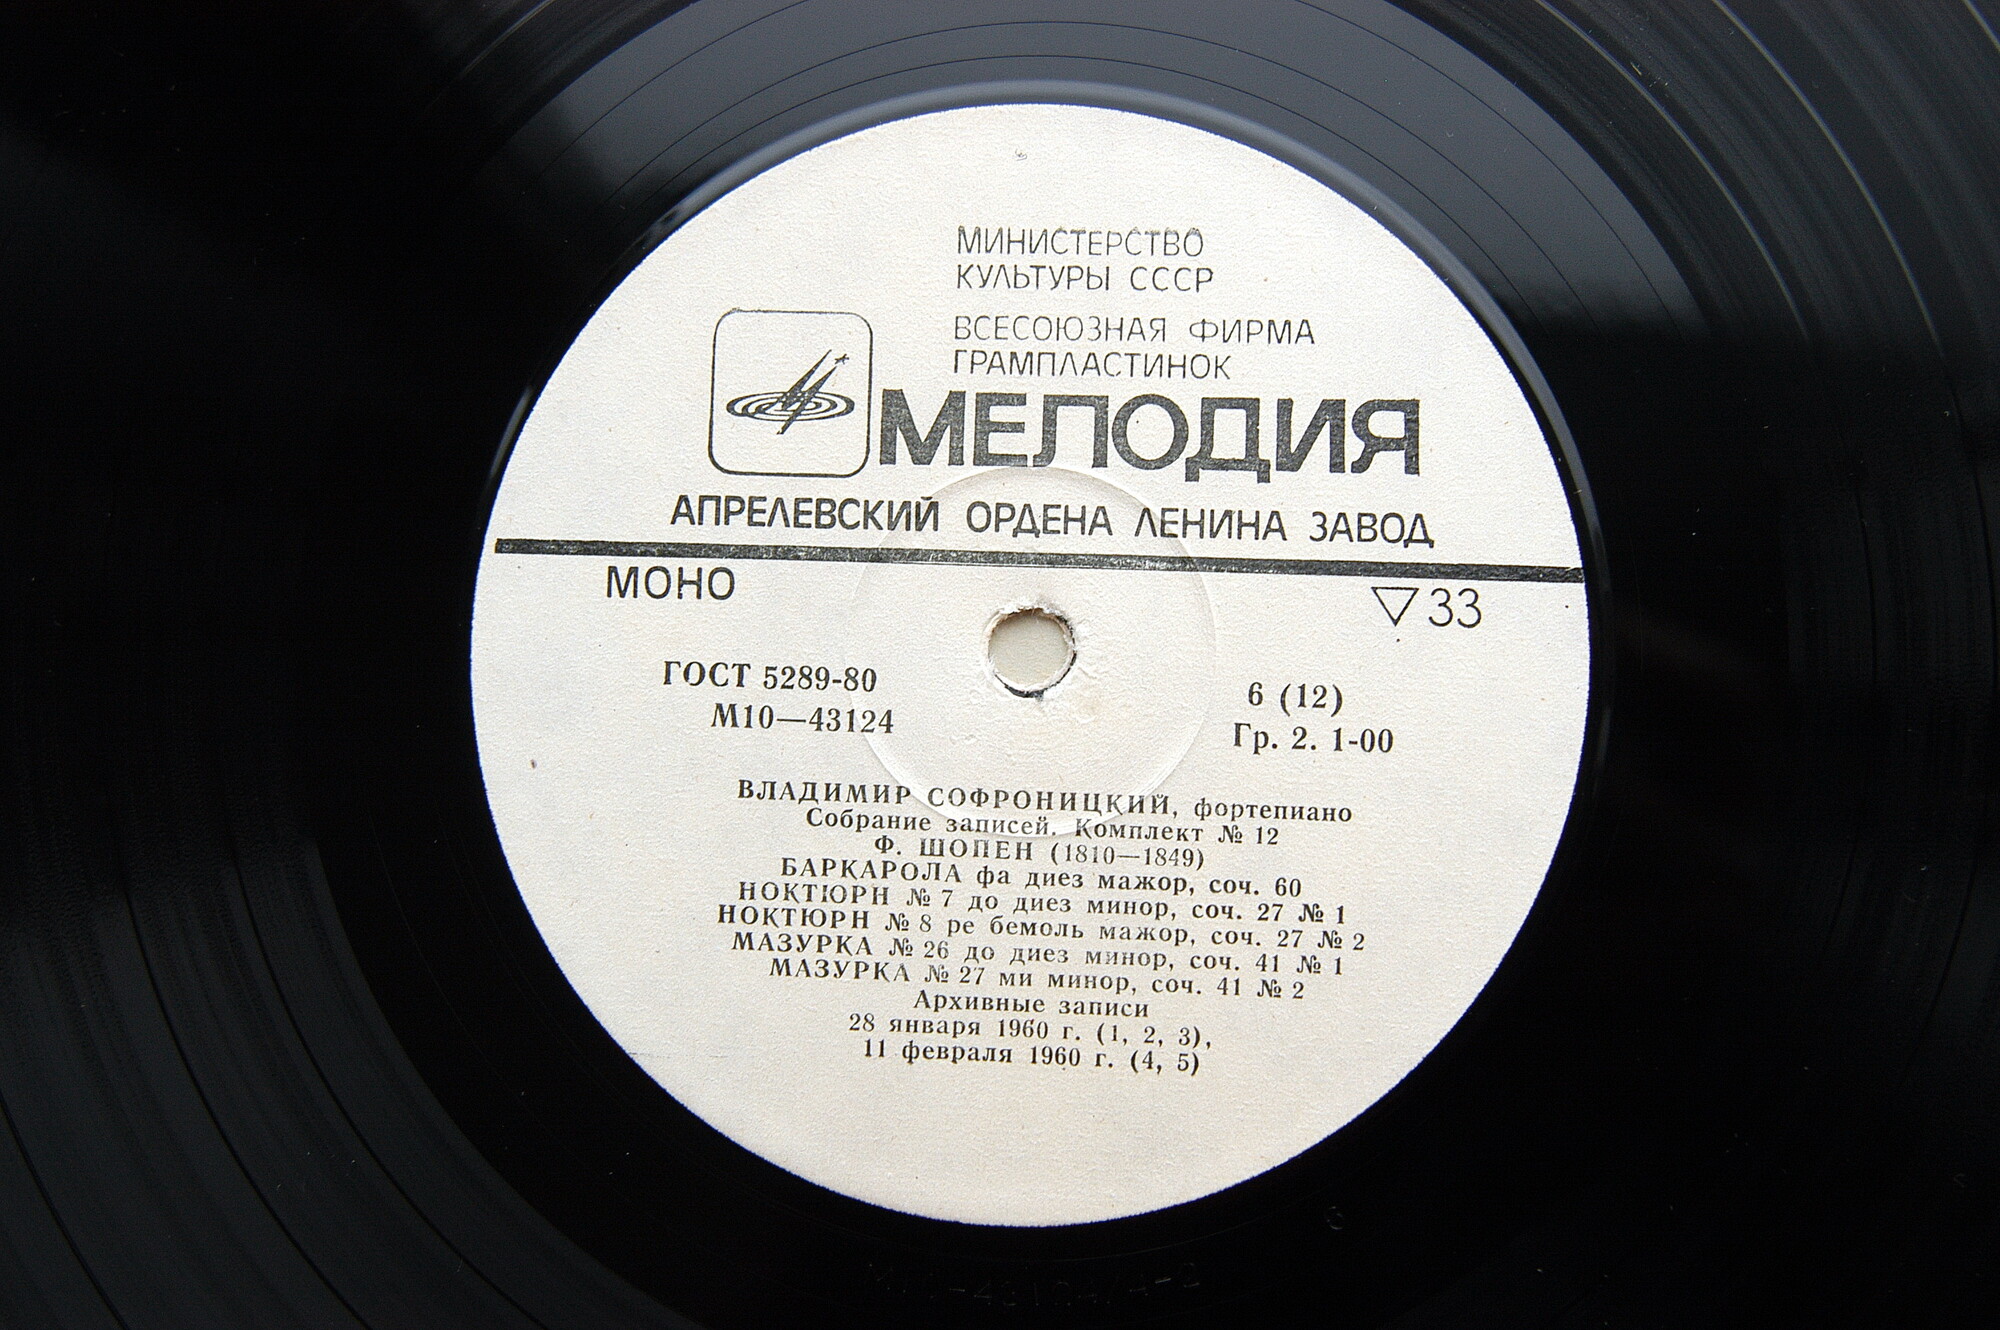 МИНИСТЕРСТВО
КУЛЬТУРЫ СССР
ВСЕСОЮЗНАЯ ФИРМА
ГРАМПЛАСТИНОК
МЕЛОДИЯ
АПРЕЛЕВСКИЙ ОРДЕНА ЛЕНИНА ЗАВОД
МОНО
▽33
ГОСТ 5289-80
М10—43124
6 (12)
Гр. 2. 1-00
ВЛАДИМИР СОФРОНИЦКИЙ, фортепиано
Собрание записей. Комплект № 12
Ф. ШОПЕН (1810—1849)
БАРКАРОЛА фа диез мажор, соч. 60
НОКТЮРН № 7 до диез минор, соч. 27 № 1
НОКТЮРН № 8 ре бемоль мажор, соч. 27 № 2
МАЗУРКА № 26 до диез минор, соч. 41 № 1
МАЗУРКА № 27 ми минор, соч. 41 № 2
Архивные записи
28 января 1960 г. (1, 2, 3),
11 февраля 1960 г. (4, 5)